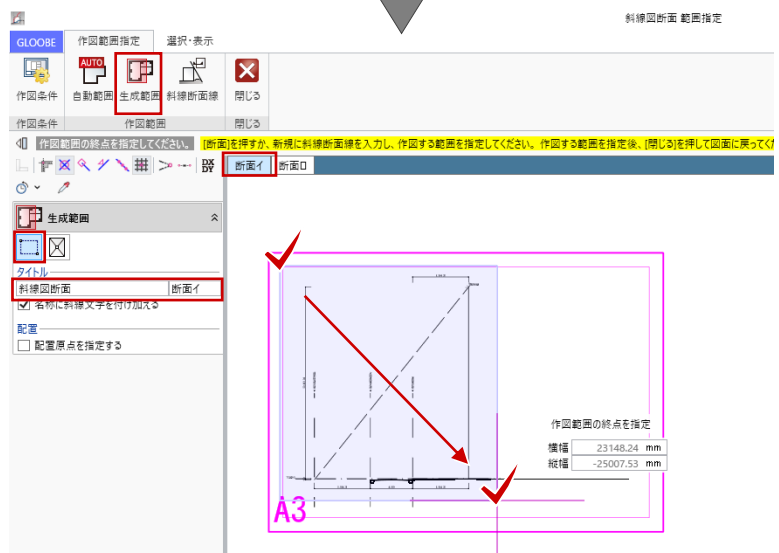 斜線図断面 範囲指定
GLOOBE 作図範囲指定 選択・表示
AUTO
作図条件 自動範囲 生成範囲 斜線断面線 閉じる
作図条件 作図範囲 閉じる
作図範囲の終点を指定してください。 [断面]を押すか、新規に斜線断面線を入力し、作図する範囲を指定してください。作図する範囲を指定後、[閉じる]を押して図面に戻ってくだ
DX
DY
断面イ 断面ロ
生成範囲
タイトル
斜線図断面 断面イ
名称に斜線文字を付け加える
配置
配置原点を指定する
作図範囲の終点を指定
横幅 23148.24 mm
縦幅 -25007.53 mm
A3